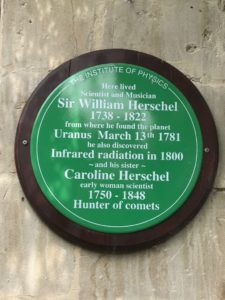 THE INSTITUTE OF PHYSICS
Here lived
Scientist and Musician
Sir William Herschel
1738 - 1822
from where he found the planet
Uranus March 13th 1781
he also discovered
Infrared radiation in 1800
~ and his sister ~
Caroline Herschel
early woman scientist
1750 - 1848
Hunter of comets